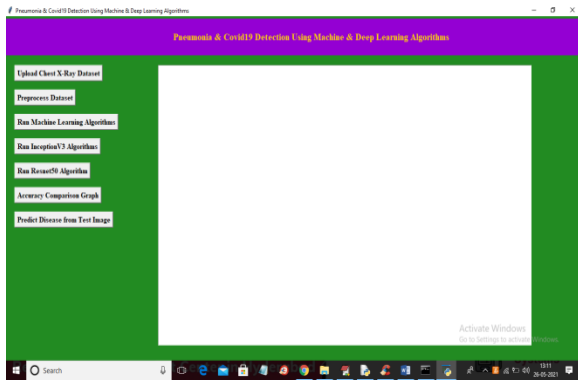 Pneumonia & Covid19 Detection Using Machine & Deep Learning Algorithms
Pneumonia & Covid19 Detection Using Machine & Deep Learning Algorithms
Upload Chest X-Ray Dataset
Preprocess Dataset
Run Machine Learning Algorithms
Run InceptionV3 Algorithms
Run Resnet50 Algorithm
Accuracy Comparison Graph
Predict Disease from Test Image
Activate Windows
Go to Settings to activate Windows.
Search
13:11
26-05-2021